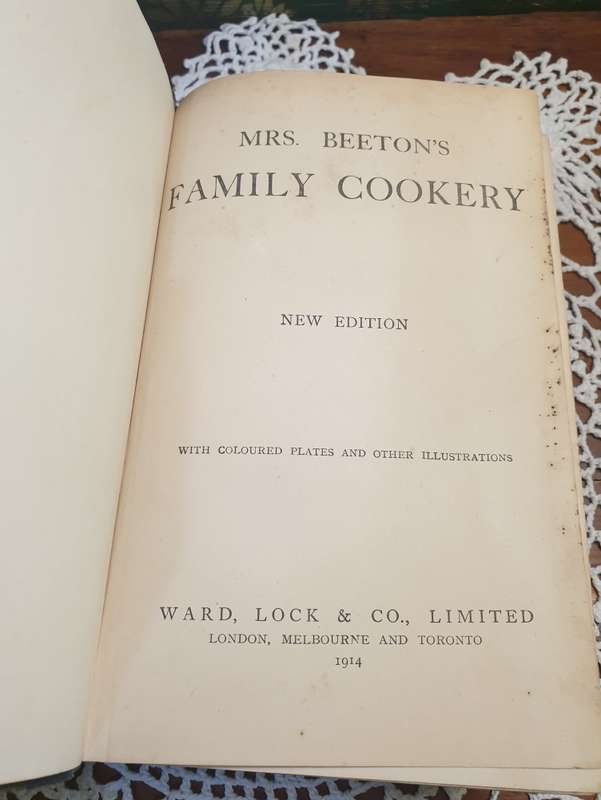 MRS. BEETON'S
FAMILY COOKERY
NEW EDITION
WITH COLOURED PLATES AND OTHER ILLUSTRATIONS
WARD, LOCK & CO., LIMITED
LONDON, MELBOURNE AND TORONTO
1914